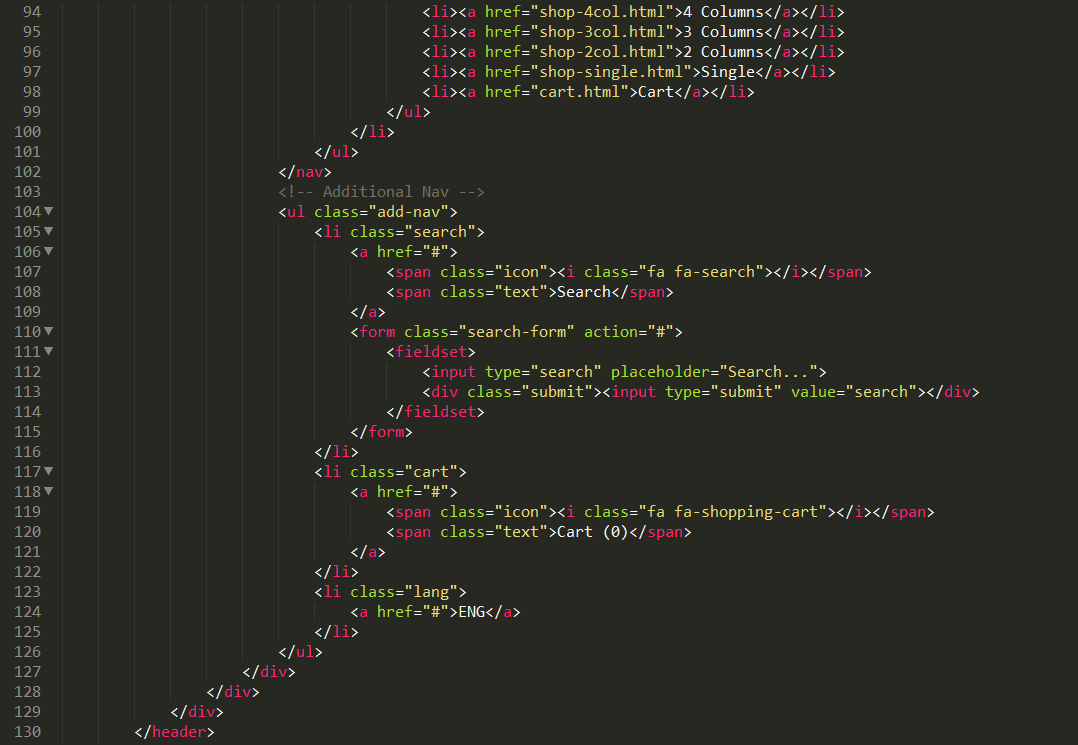 94 <li><a href="shop-4col.html">4 Columns</a></li>
95 <li><a href="shop-3col.html">3 Columns</a></li>
96 <li><a href="shop-2col.html">2 Columns</a></li>
97 <li><a href="shop-single.html">Single</a></li>
98 <li><a href="cart.html">Cart</a></li>
99 </ul>
100 </li>
101 </ul>
102 </nav>
103 <!-- Additional Nav -->
104 <ul class="add-nav">
105 <li class="search">
106 <a href="#">
107 <span class="icon"><i class="fa fa-search"></i></span>
108 <span class="text">Search</span>
109 </a>
110 <form class="search-form" action="#">
111 <fieldset>
112 <input type="search" placeholder="Search...">
113 <div class="submit"><input type="submit" value="search"></div>
114 </fieldset>
115 </form>
116 </li>
117 <li class="cart">
118 <a href="#">
119 <span class="icon"><i class="fa fa-shopping-cart"></i></span>
120 <span class="text">Cart (0)</span>
121 </a>
122 </li>
123 <li class="lang">
124 <a href="#">ENG</a>
125 </li>
126 </ul>
127 </div>
128 </div>
129 </div>
130 </header>